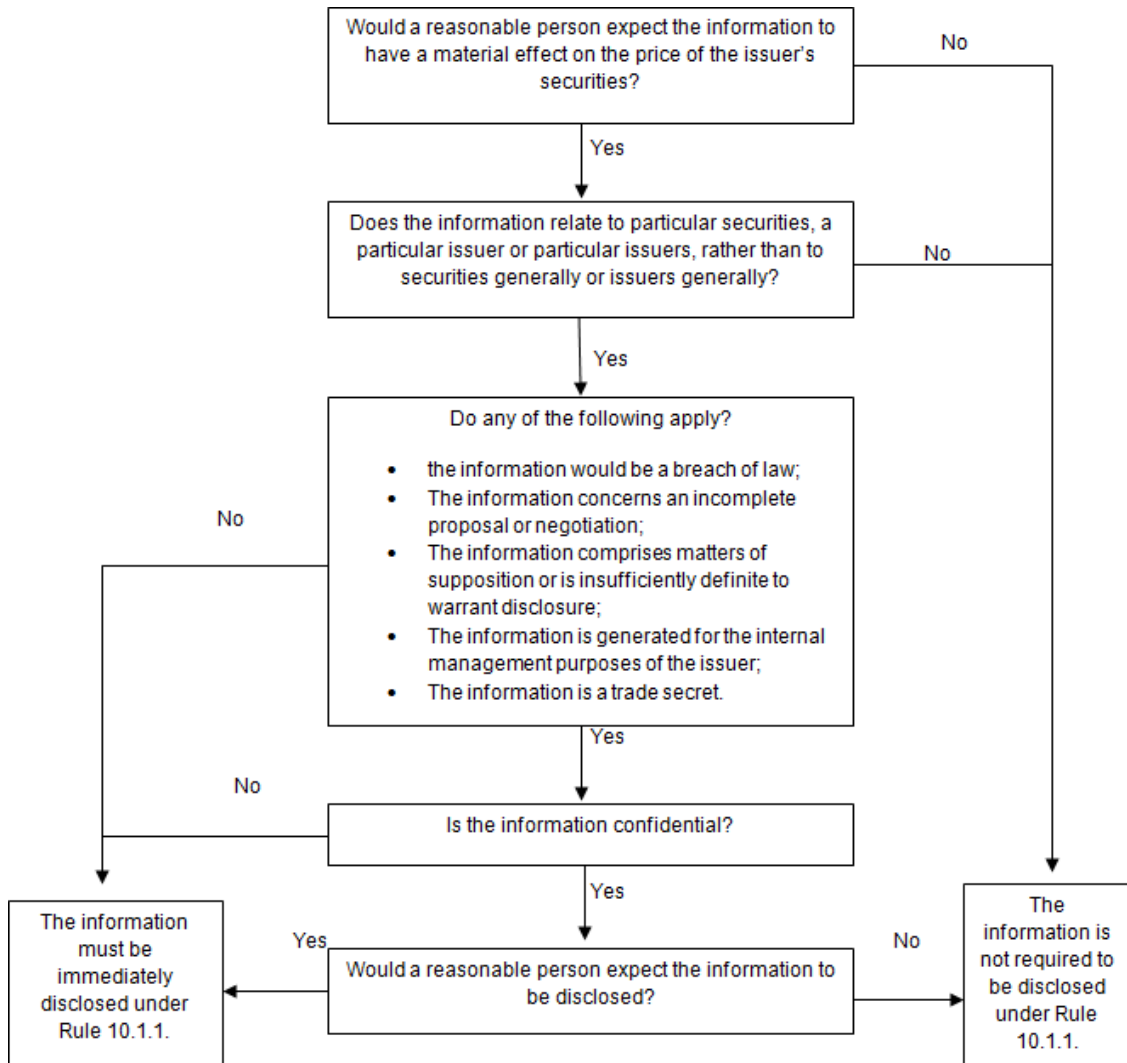 Would a reasonable person expect the information to
have a material effect on the price of the issuer's
securities?
No
Yes
Does the information relate to particular securities, a
particular issuer or particular issuers, rather than to
securities generally or issuers generally?
No
Yes
Do any of the following apply?
• the information would be a breach of law;
• The information concerns an incomplete
proposal or negotiation;
• The information comprises matters of
supposition or is insufficiently definite to
warrant disclosure;
• The information is generated for the internal
management purposes of the issuer;
• The information is a trade secret.
No
Yes
No
Is the information confidential?
Yes
The information
must be
immediately
disclosed under
Rule 10.1.1.
Yes
Would a reasonable person expect the information to
be disclosed?
No
The
information is
not required to
be disclosed
under Rule
10.1.1.